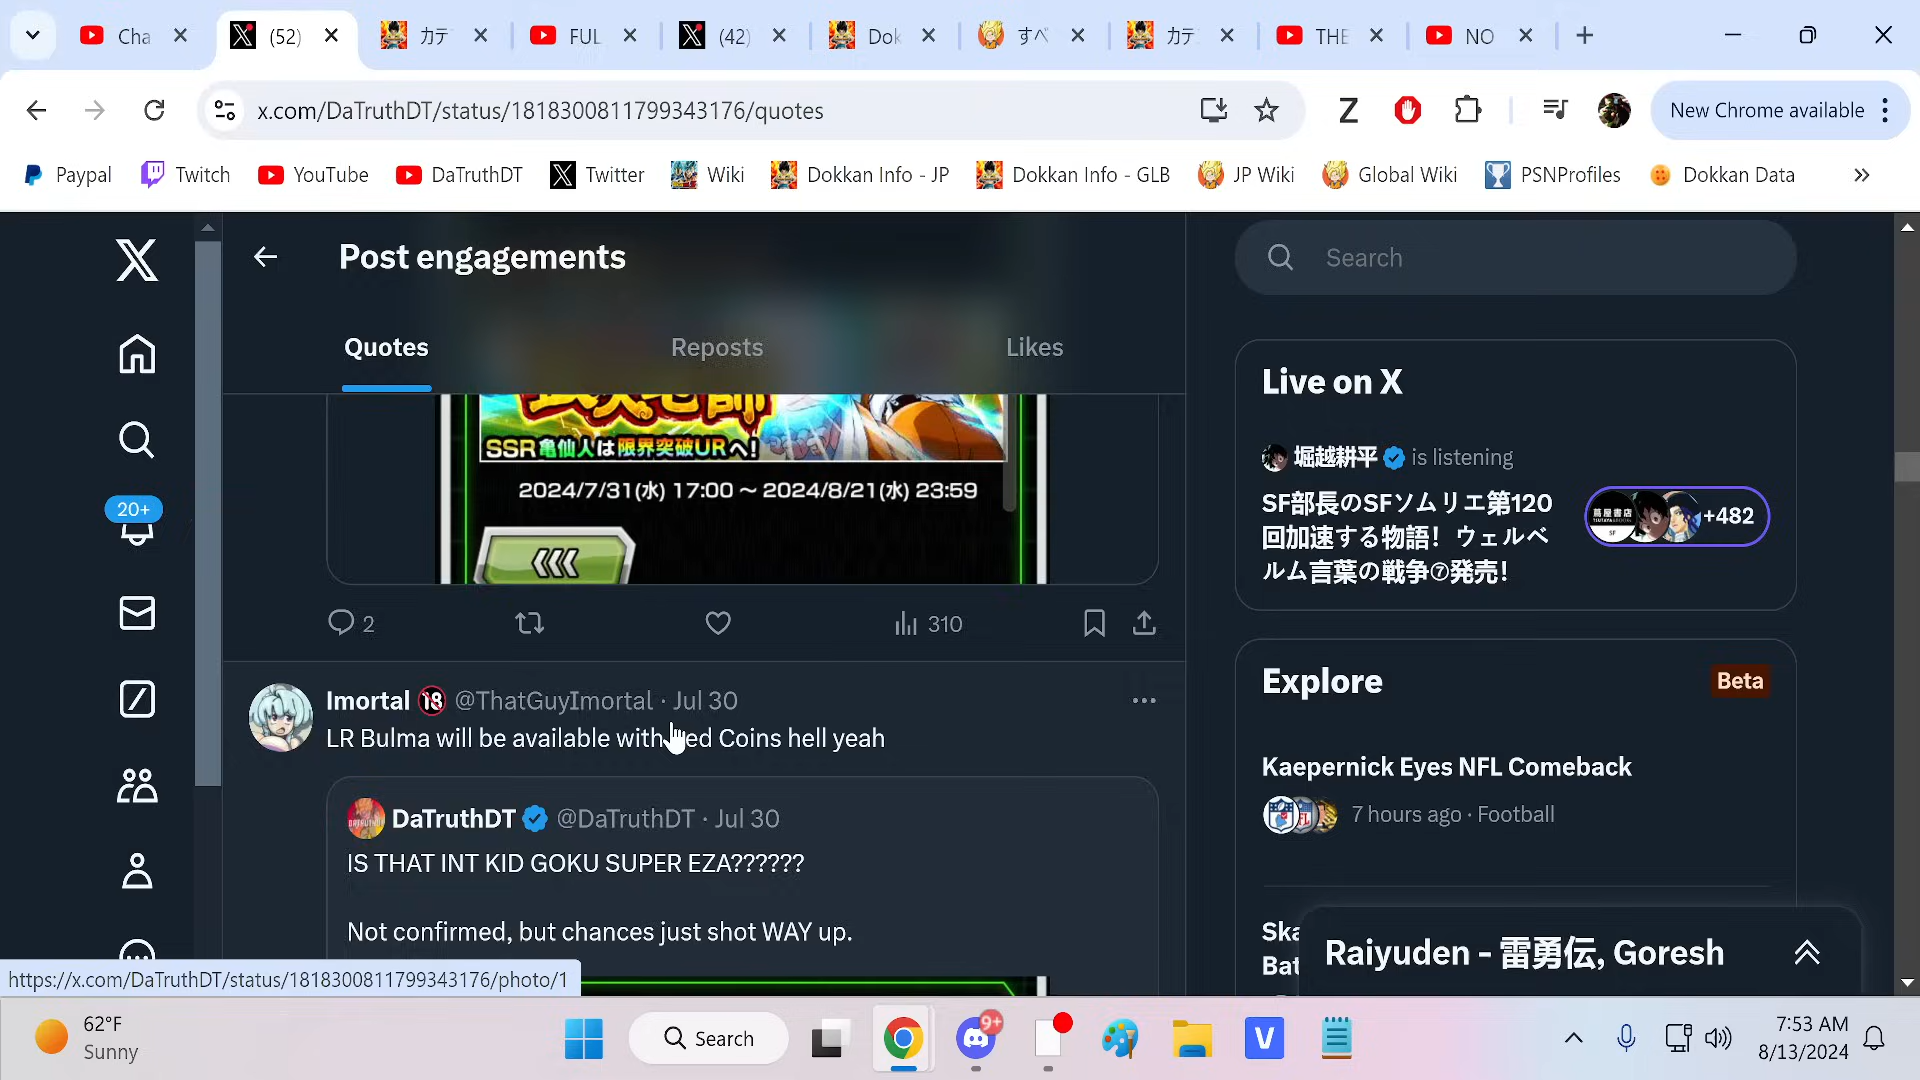 Cha
(52)
カテ
FUL
(42)
Dok
すべ
カテ
THE
NO
x.com/DaTruthDT/status/1818300811799343176/quotes
Z
New Chrome available
Paypal
Twitch
YouTube
DaTruthDT
Twitter
Wiki
Dokkan Info - JP
Dokkan Info - GLB
JP Wiki
Global Wiki
PSNProfiles
Dokkan Data
Post engagements
Search
Quotes
Reposts
Likes
SSR亀仙人は限界突破URへ!
2024/7/31(水) 17:00 ~ 2024/8/21(水) 23:59
2
310
20+
Live on X
堀越耕平 is listening
SF部長のSFソムリエ第120
回加速する物語！ウェルベ
ルム言葉の戦争⑦発売！
+482
Imortal 🔞 @ThatGuyImortal · Jul 30
LR Bulma will be available with ed Coins hell yeah
DaTruthDT @DaTruthDT · Jul 30
IS THAT INT KID GOKU SUPER EZA??????
Not confirmed, but chances just shot WAY up.
Explore
Beta
Kaepernick Eyes NFL Comeback
7 hours ago · Football
Ska
Bat
Raiyuden - 雷勇伝, Goresh
https://x.com/DaTruthDT/status/1818300811799343176/photo/1
62°F
Sunny
Search
9+
V
7:53 AM
8/13/2024